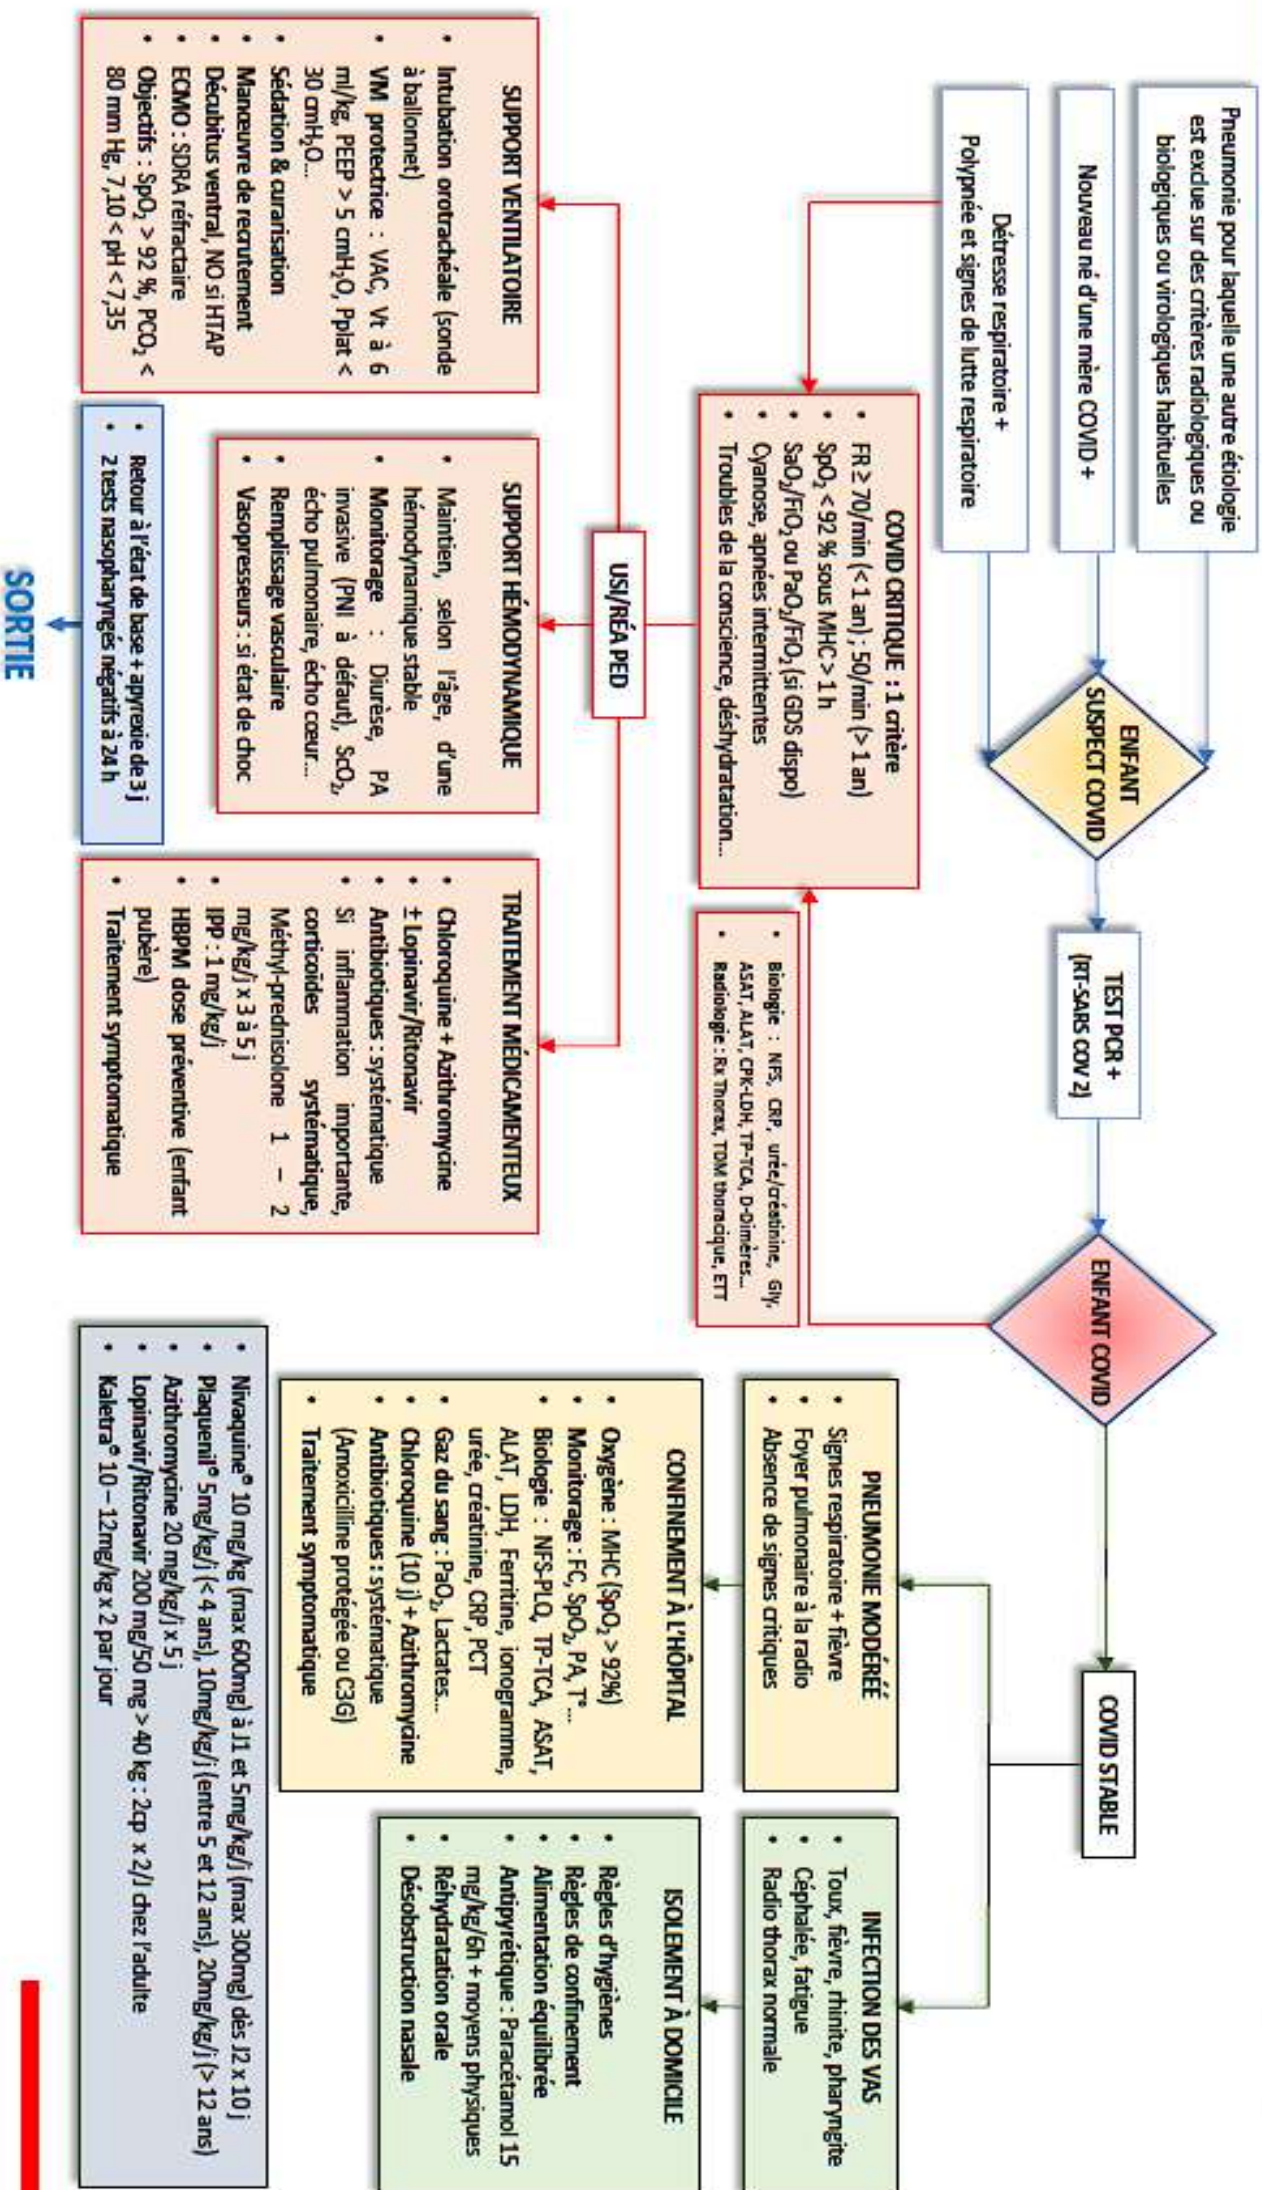 Pneumonie pour laquelle une autre étiologie
est exclue sur des critères radiologiques ou
biologiques ou virologiques habituelles
Nouveau né d'une mère COVID +
Détresse respiratoire +
Polypnée et signes de lutte respiratoire
ENFANT
SUSPECT COVID
TEST PCR +
(RT-SARS COV 2)
ENFANT COVID
COVID STABLE
COVID CRITIQUE : 1 critère
• FR ≥ 70/min (< 1 an) ; 50/min (> 1 an)
• SpO₂ < 92 % sous MHC > 1 h
• SaO₂/FiO₂ ou PaO₂/FiO₂ (si GDS dispo)
• Cyanose, apnées intermittentes
• Troubles de la conscience, déshydratation...
• Biologie : NFS, CRP, urée/créatinine, Gly,
ASAT, ALAT, CPK-LDH, TP-TCA, D-Dimères...
• Radiologie : Rx Thorax, TDM thoracique, ETT
PNEUMONIE MODÉRÉÉ
• Signes respiratoire + fièvre
• Foyer pulmonaire à la radio
• Absence de signes critiques
INFECTION DES VAS
• Toux, fièvre, rhinite, pharyngite
• Céphalée, fatigue
• Radio thorax normale
USI/RÉA PED
SUPPORT VENTILATOIRE
• Intubation orotrachéale (sonde
à ballonnet)
• VM protectrice : VAC, Vt à 6
ml/kg, PEEP > 5 cmH₂O, Pplat <
30 cmH₂O...
• Sédation & curarisation
• Manœuvre de recrutement
• Décubitus ventral, NO si HTAP
• ECMO : SDRA réfractaire
• Objectifs : SpO₂ > 92 %, PCO₂ <
80 mm Hg, 7,10 < pH < 7,35
SUPPORT HÉMODYNAMIQUE
• Maintien, selon l'âge, d'une
hémodynamique stable
• Monitorage : Diurèse, PA
invasive (PNI à défaut), ScO₂,
écho pulmonaire, écho cœur...
• Remplissage vasculaire
• Vasopresseurs : si état de choc
TRAITEMENT MÉDICAMENTEUX
• Chloroquine + Azithromycine
• ± Lopinavir/Ritonavir
• Antibiotiques : systématique
• Si inflammation importante,
corticoïdes systématique,
Méthyl-prednisolone 1 – 2
mg/kg/j x 3 à 5 j
• IPP : 1 mg/kg/j
• HBPM dose préventive (enfant
pubère)
• Traitement symptomatique
CONFINEMENT À L'HÔPITAL
• Oxygène : MHC (SpO₂ > 92%)
• Monitorage : FC, SpO₂, PA, T°...
• Biologie : NFS-PLQ, TP-TCA, ASAT,
ALAT, LDH, Ferritine, ionogramme,
urée, créatinine, CRP, PCT
• Gaz du sang : PaO₂, Lactates...
• Chloroquine (10 j) + Azithromycine
• Antibiotiques : systématique
(Amoxicilline protégée ou C3G)
• Traitement symptomatique
ISOLEMENT À DOMICILE
• Règles d'hygiènes
• Règles de confinement
• Alimentation équilibrée
• Antipyrétique : Paracétamol 15
mg/kg/6h + moyens physiques
• Réhydratation orale
• Désobstruction nasale
• Retour à l'état de base + apyrexie de 3 j
• 2 tests nasopharyngés négatifs à 24 h
SORTIE
• Nivaquine® 10 mg/kg (max 600mg) à J1 et 5mg/kg/j (max 300mg) dès J2 x 10 j
• Plaquenil® 5mg/kg/j (< 4 ans), 10mg/kg/j (entre 5 et 12 ans), 20mg/kg/j (> 12 ans)
• Azithromycine 20 mg/kg/j x 5 j
• Lopinavir/Ritonavir 200 mg/50 mg > 40 kg : 2cp x 2/J chez l'adulte
• Kaletra® 10 – 12mg/kg x 2 par jour